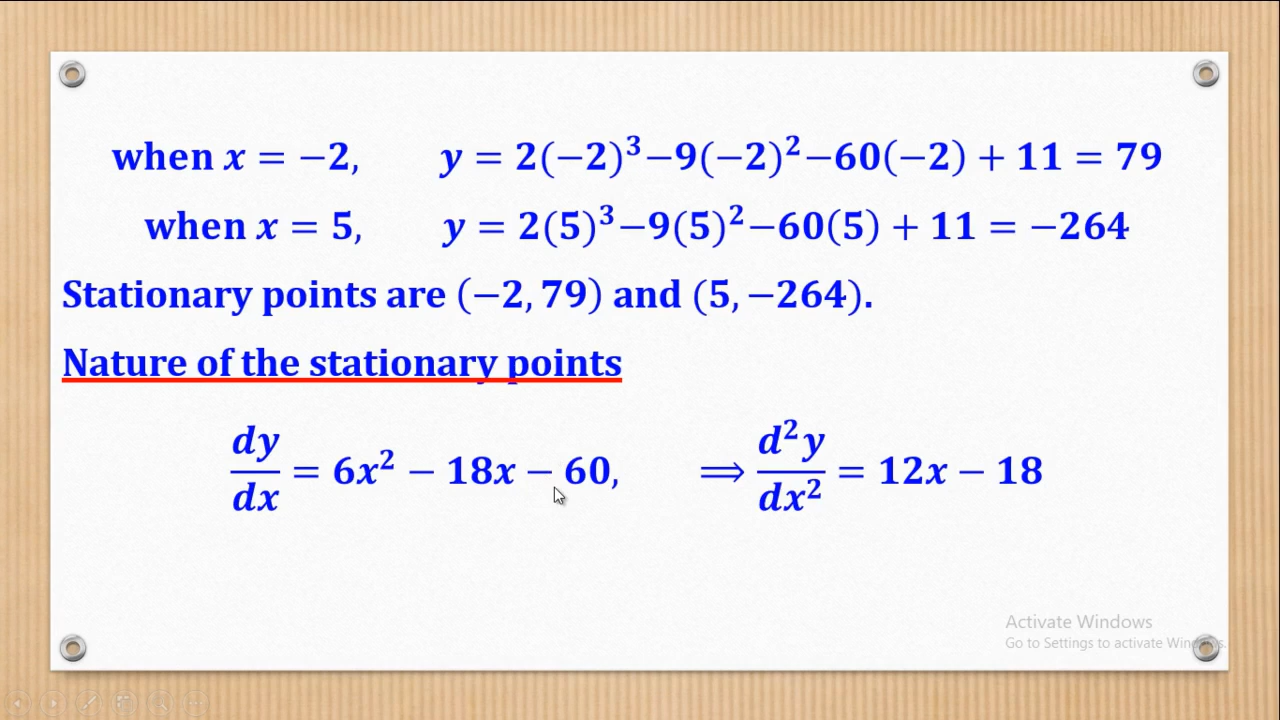 when x = −2, y = 2(−2)³−9(−2)²−60(−2) + 11 = 79
when x = 5, y = 2(5)³−9(5)²−60(5) + 11 = −264
Stationary points are (−2, 79) and (5, −264).
Nature of the stationary points
dy/dx = 6x² − 18x − 60, ⟹ d²y/dx² = 12x − 18
Activate Windows
Go to Settings to activate Windows.